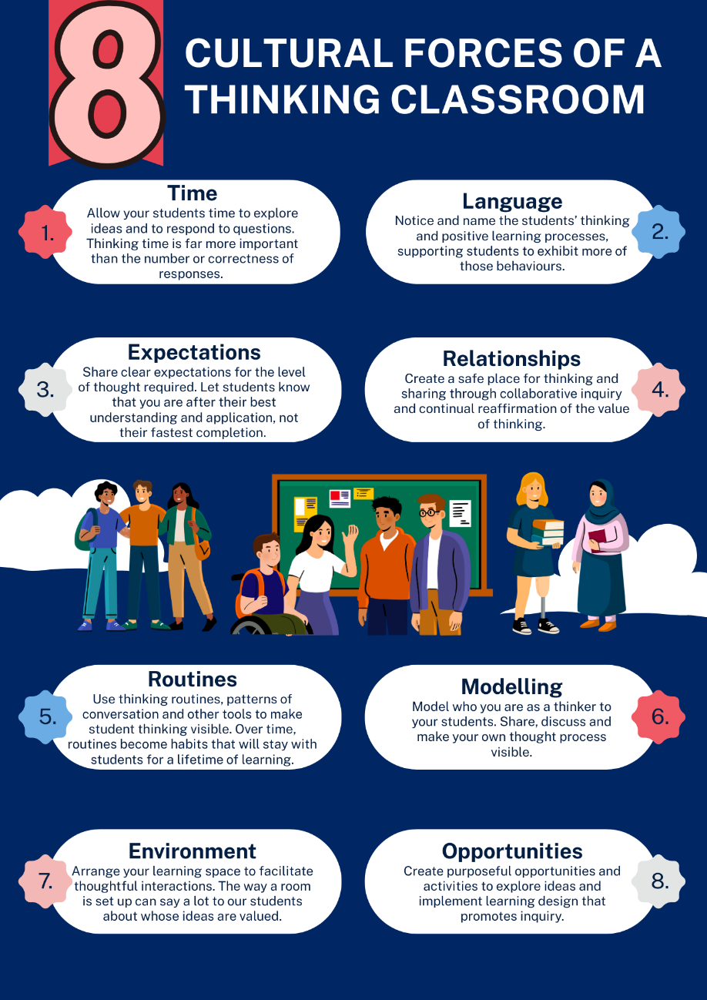 8
CULTURAL FORCES OF A
THINKING CLASSROOM
1.
Time
Allow your students time to explore
ideas and to respond to questions.
Thinking time is far more important
than the number or correctness of
responses.
Language
Notice and name the students’ thinking
and positive learning processes,
supporting students to exhibit more of
those behaviours.
2.
3.
Expectations
Share clear expectations for the level
of thought required. Let students know
that you are after their best
understanding and application, not
their fastest completion.
Relationships
Create a safe place for thinking and
sharing through collaborative inquiry
and continual reaffirmation of the value
of thinking.
4.
5.
Routines
Use thinking routines, patterns of
conversation and other tools to make
student thinking visible. Over time,
routines become habits that will stay with
students for a lifetime of learning.
Modelling
Model who you are as a thinker to
your students. Share, discuss and
make your own thought process
visible.
6.
7.
Environment
Arrange your learning space to facilitate
thoughtful interactions. The way a room
is set up can say a lot to our students
about whose ideas are valued.
Opportunities
Create purposeful opportunities and
activities to explore ideas and
implement learning design that
promotes inquiry.
8.